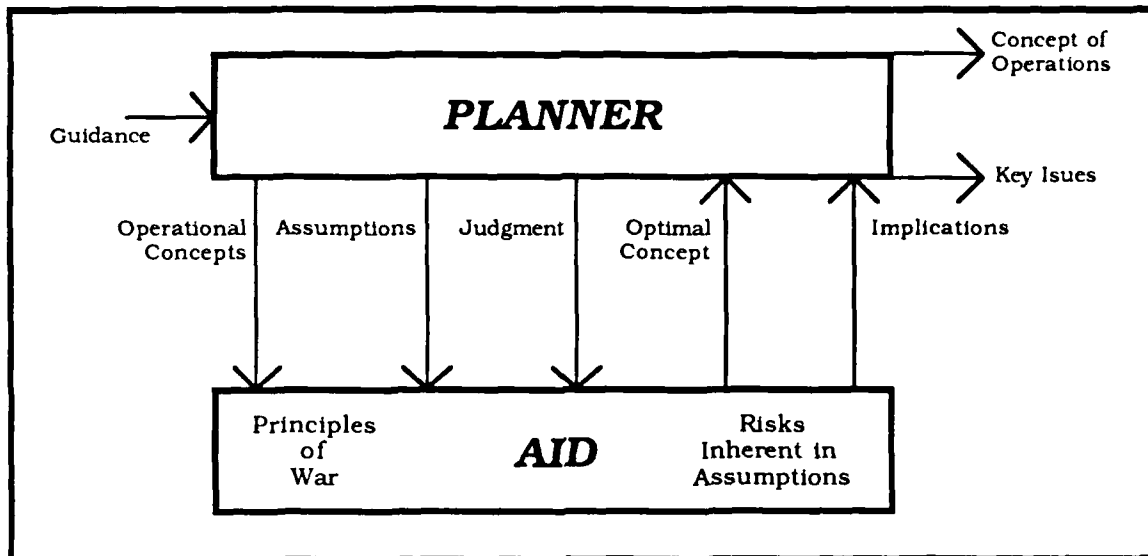 Concept of
Operations
PLANNER
Guidance
Key Isues
Operational
Concepts
Assumptions
Judgment
Optimal
Concept
Implications
Principles
of
War
AID
Risks
Inherent in
Assumptions